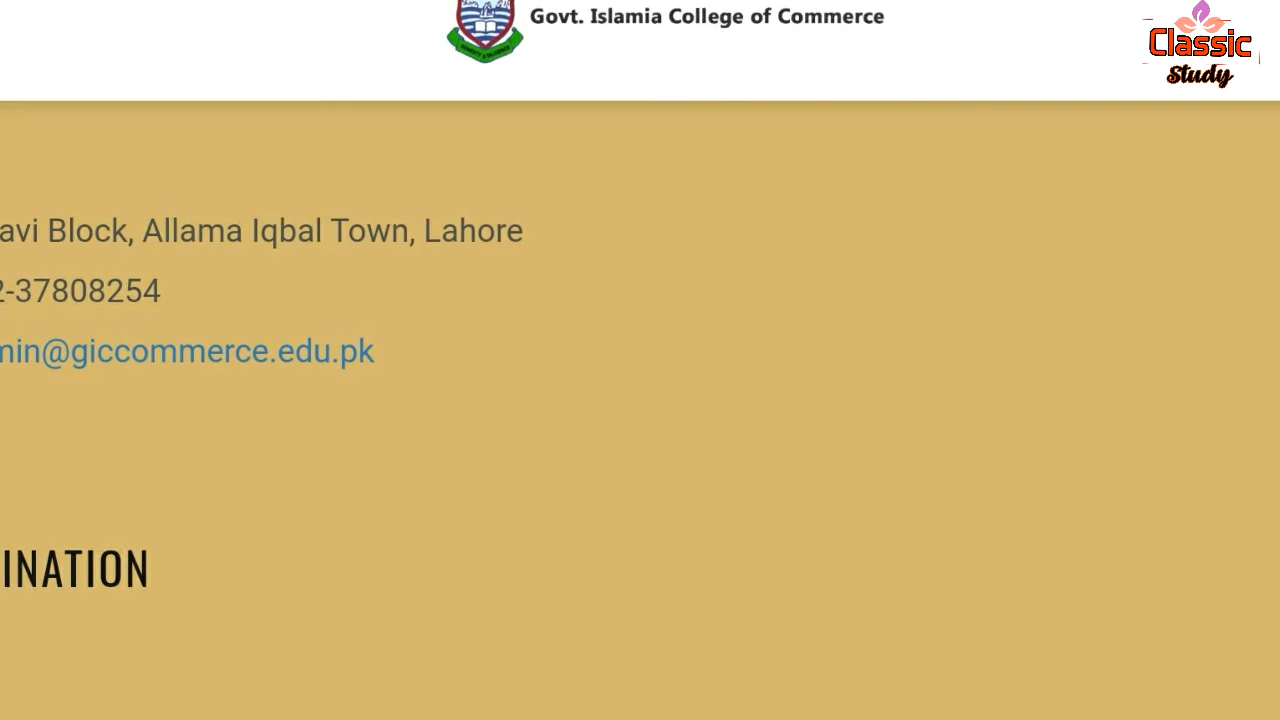 Govt. Islamia College of Commerce
Classic
Study
avi Block, Allama Iqbal Town, Lahore
2-37808254
min@giccommerce.edu.pk
INATION